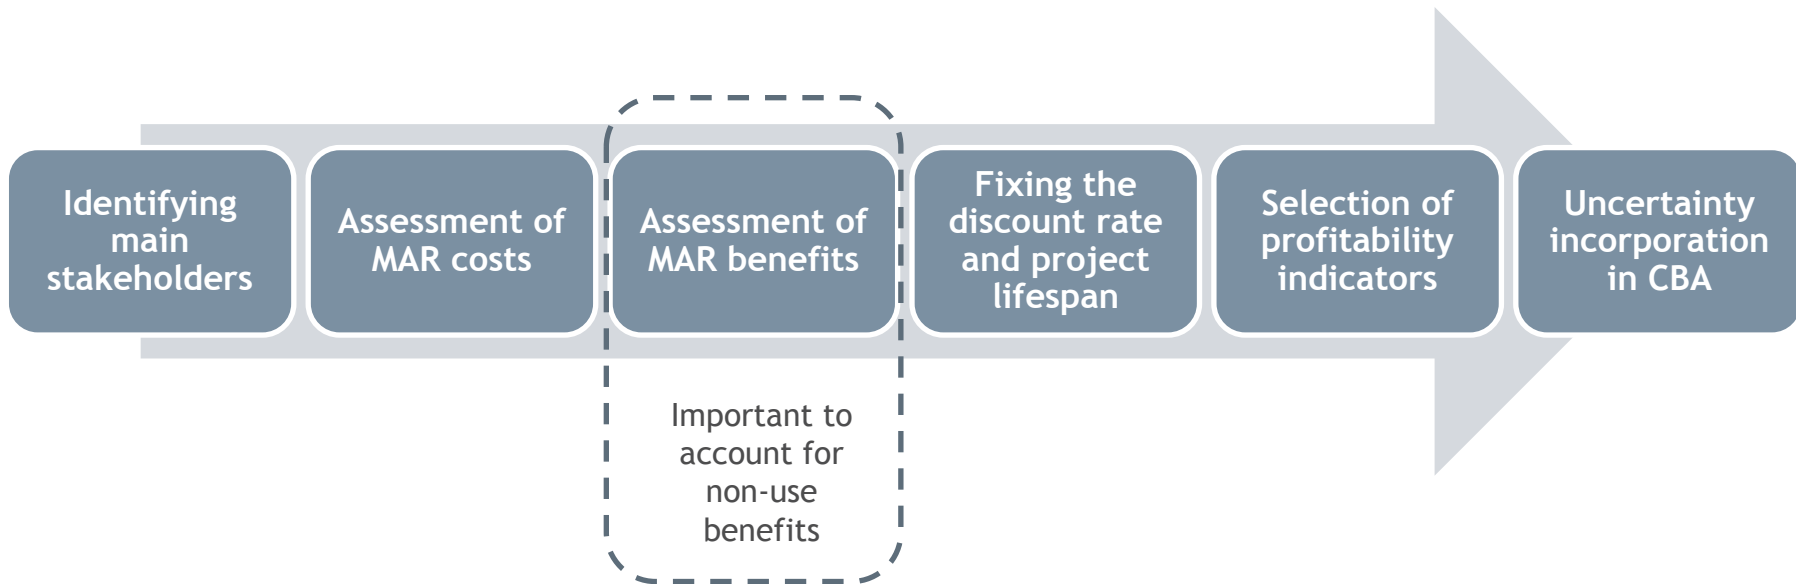 Identifying
main
stakeholders
Assessment of
MAR costs
Assessment of
MAR benefits
Important to
account for
non-use
benefits
Fixing the
discount rate
and project
lifespan
Selection of
profitability
indicators
Uncertainty
incorporation
in CBA